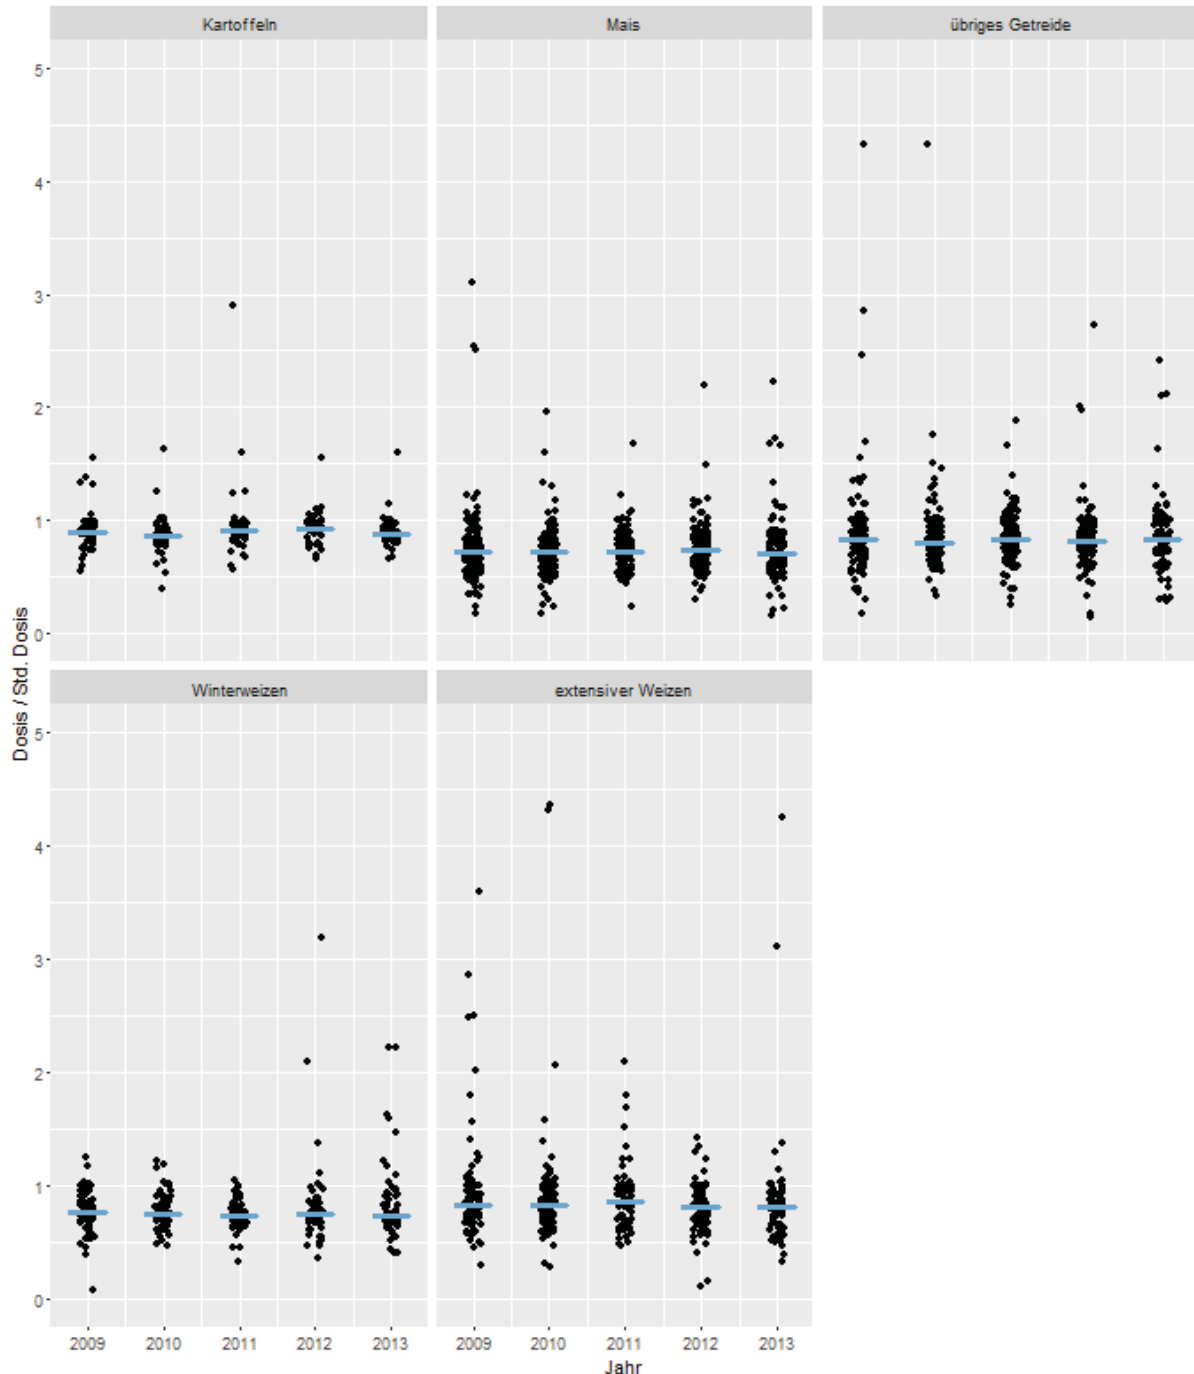 Kartoffeln
Mais
übriges Getreide
5
4
3
2
1
0
Winterweizen
extensiver Weizen
5
4
3
2
1
0
Dosis / Std. Dosis
2009 2010 2011 2012 2013
2009 2010 2011 2012 2013
Jahr